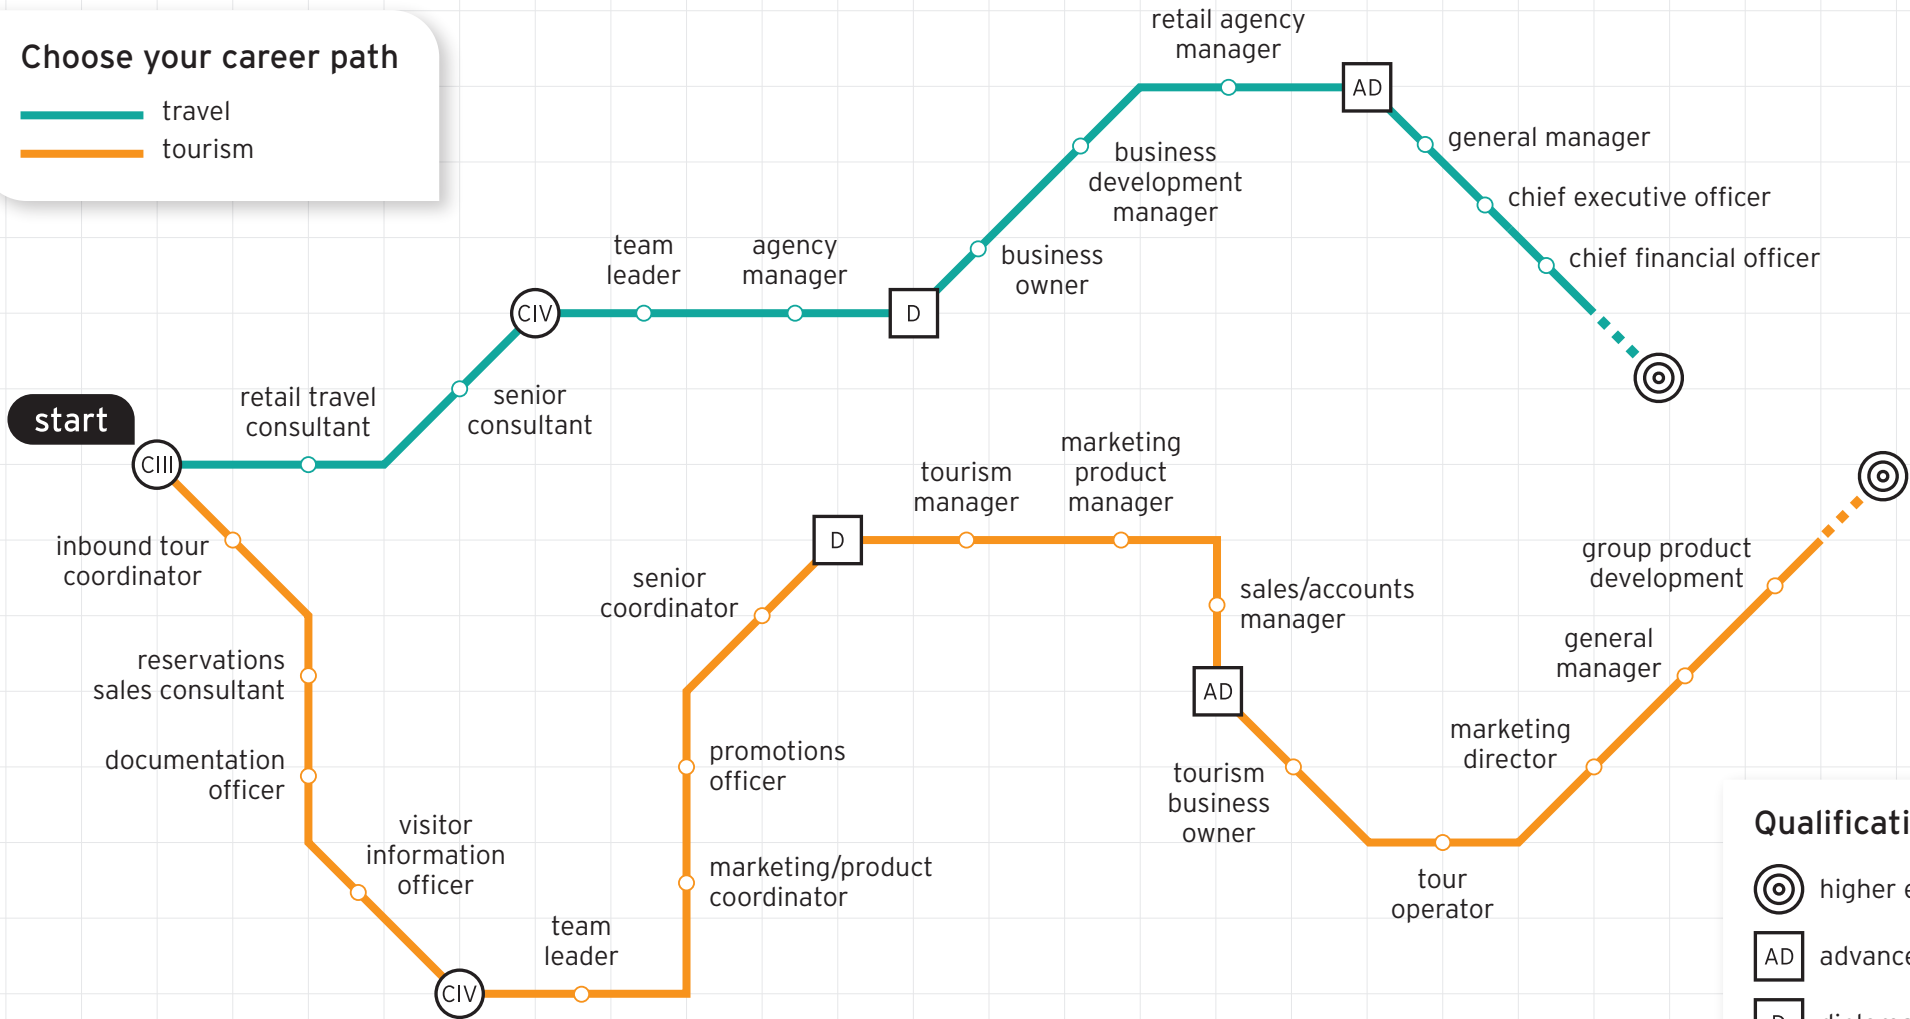 Choose your career path
travel
tourism
retail agency
manager
AD
general manager
business
development
manager
chief executive officer
team
leader
agency
manager
business
owner
chief financial officer
CIV
D
retail travel
consultant
senior
consultant
start
CIII
marketing
product
manager
tourism
manager
inbound tour
coordinator
D
senior
coordinator
sales/accounts
manager
group product
development
reservations
sales consultant
general
manager
AD
documentation
officer
promotions
officer
marketing
director
tourism
business
owner
visitor
information
officer
marketing/product
coordinator
tour
operator
team
leader
CIV
Qualificati
higher e
AD advance
D